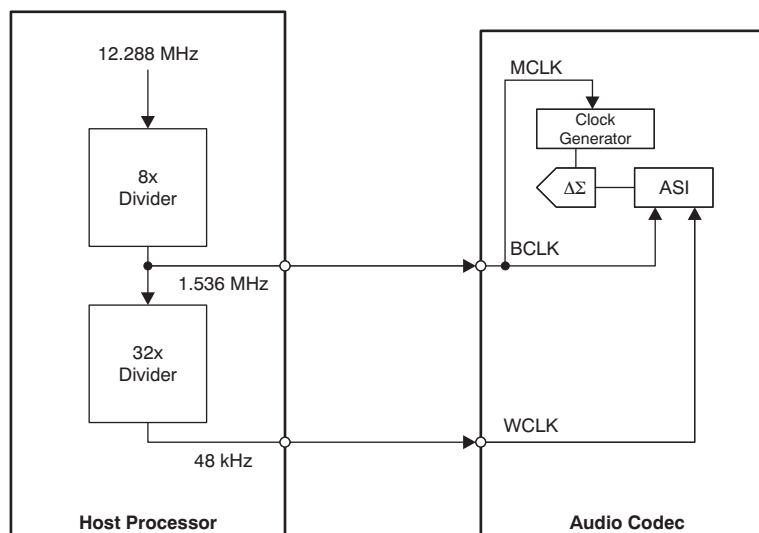 12.288 MHz
8x
Divider
1.536 MHz
32x
Divider
48 kHz
Host Processor
MCLK
Clock
Generator
ΔΣ
ASI
BCLK
WCLK
Audio Codec